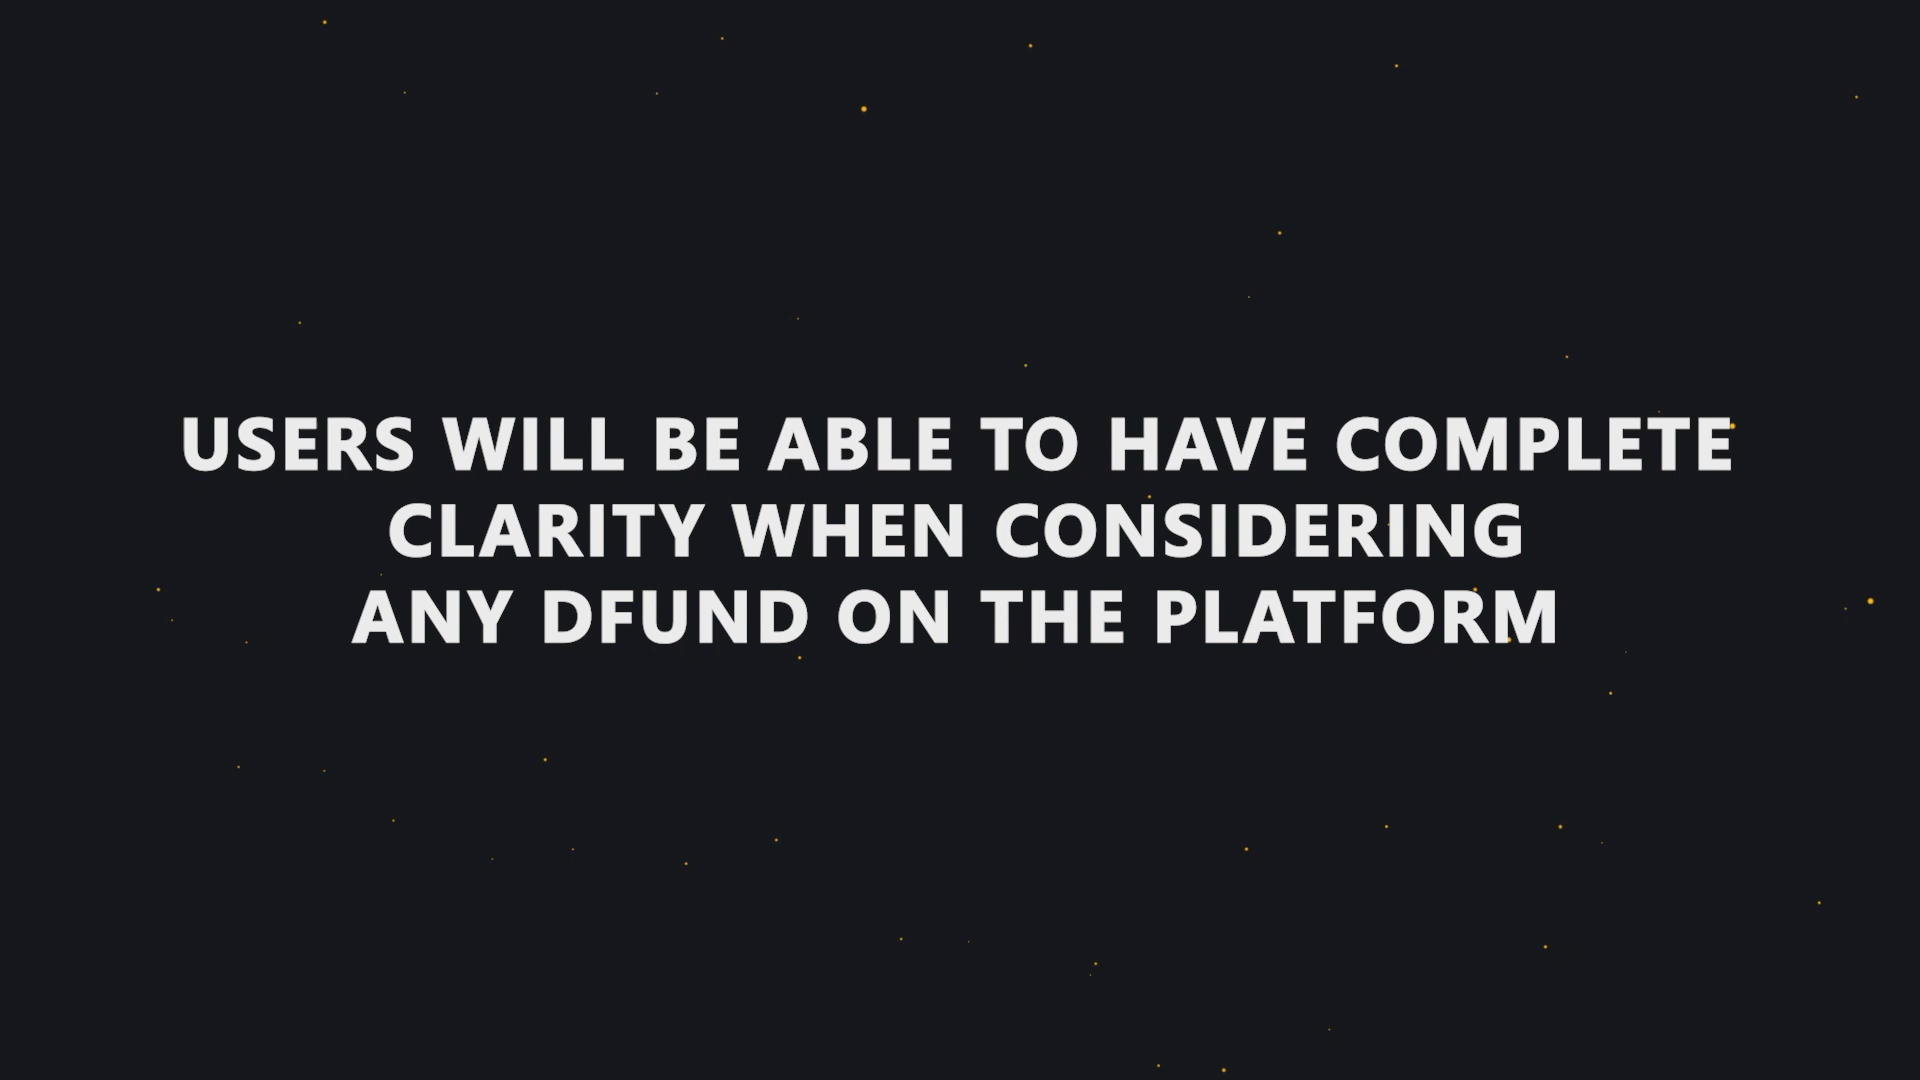 USERS WILL BE ABLE TO HAVE COMPLETE
CLARITY WHEN CONSIDERING
ANY DFUND ON THE PLATFORM